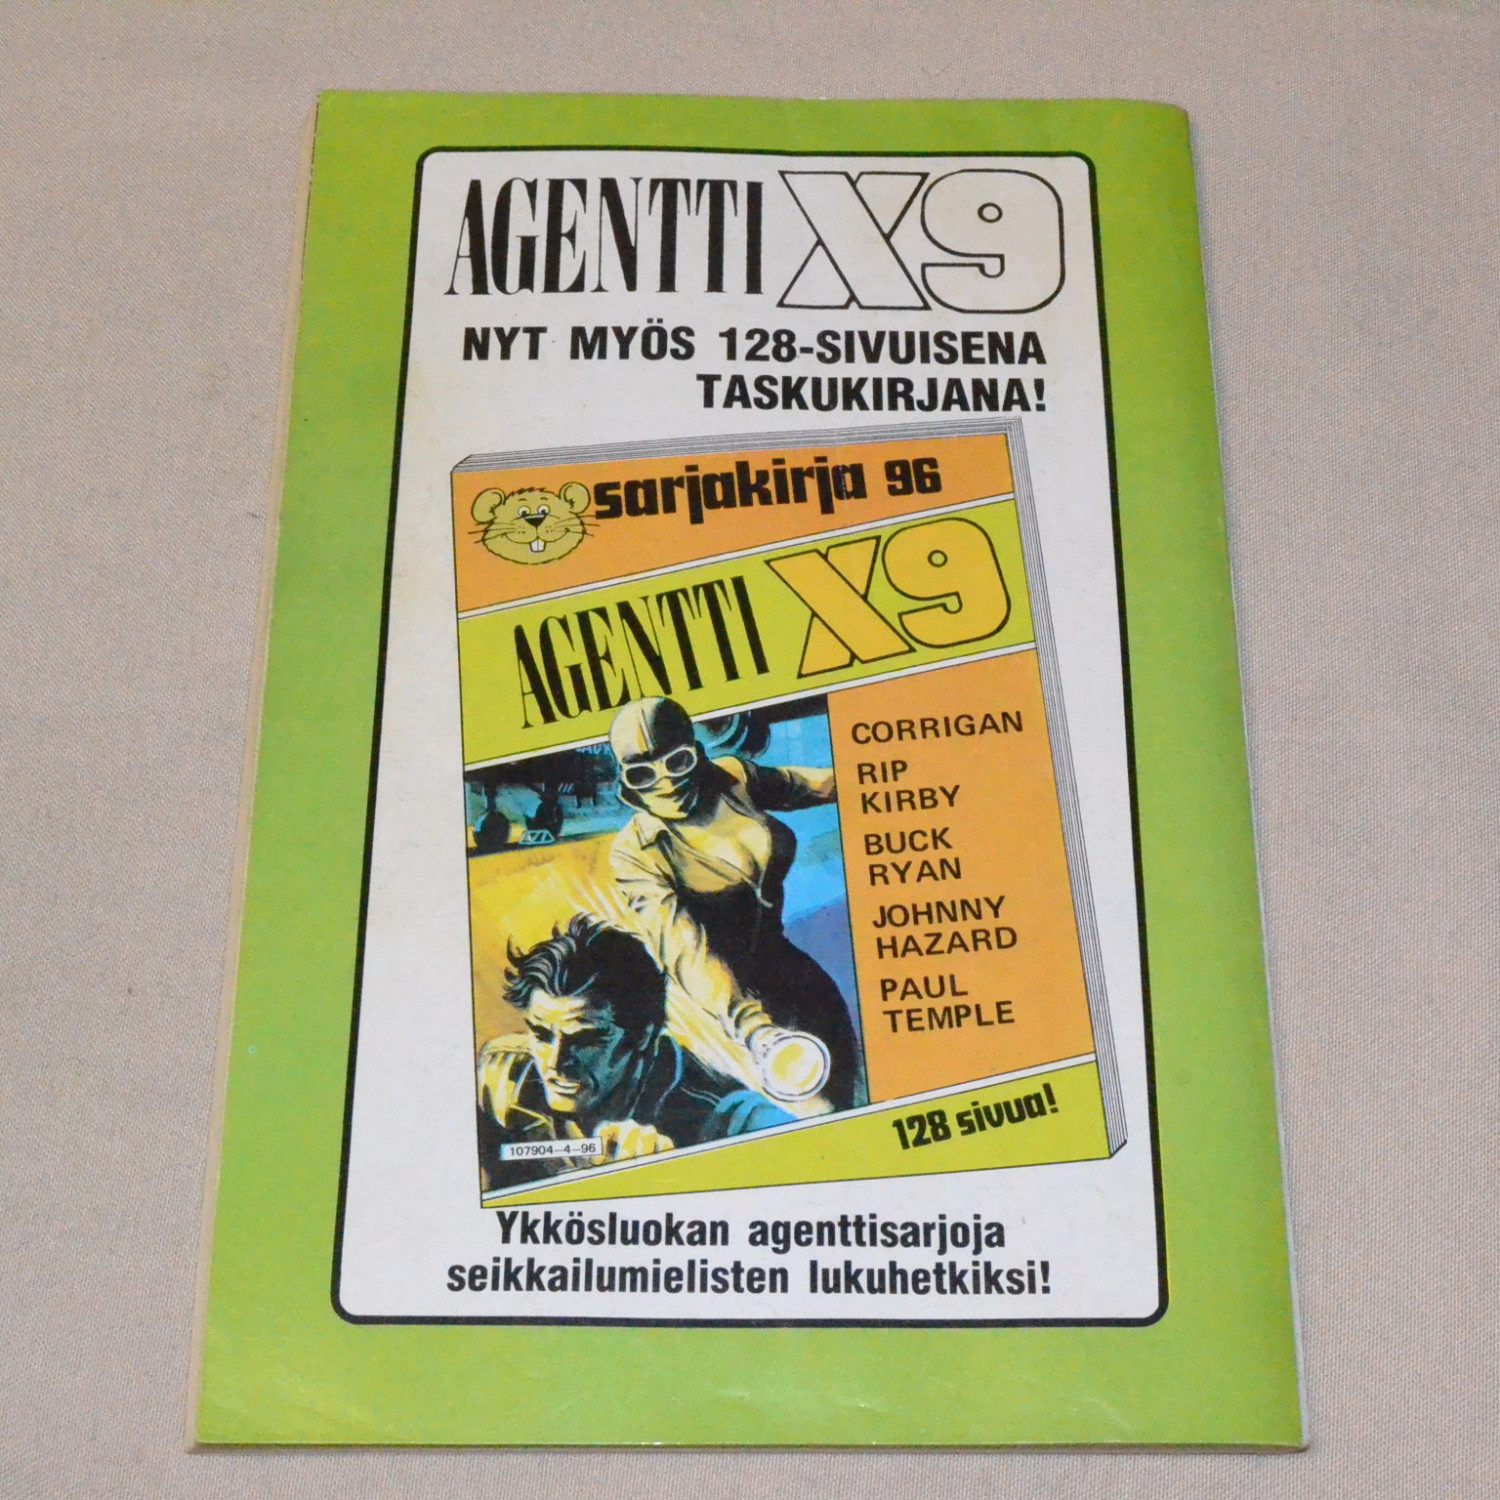 AGENTTI X9
NYT MYÖS 128-SIVUISENA
TASKUKIRJANA!
sarjakirja 96
AGENTTI X9
CORRIGAN
RIP
KIRBY
BUCK
RYAN
JOHNNY
HAZARD
PAUL
TEMPLE
107904-4-96
128 sivua!
Ykkösluokan agenttisarjoja
seikkailumielisten lukuhetkiksi!